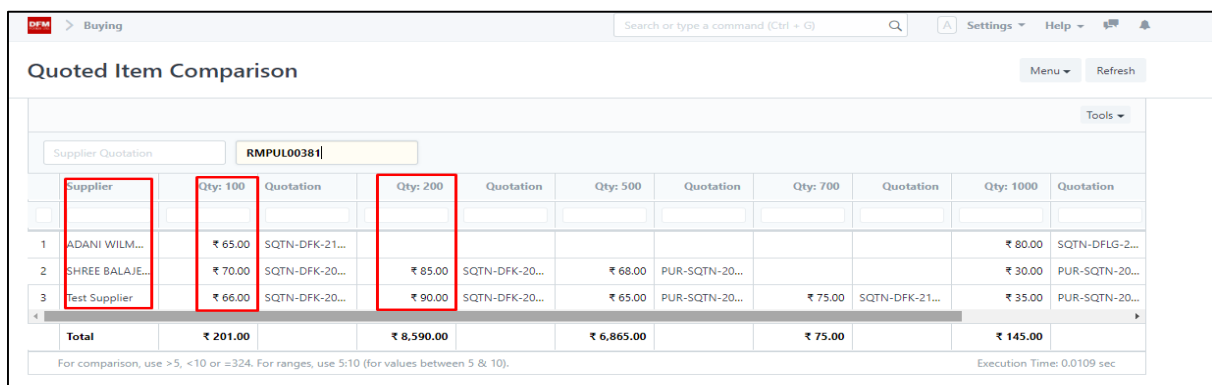 DFM > Buying Search or type a command (Ctrl + G) A Settings Help
Quoted Item Comparison Menu Refresh
Tools
Supplier Quotation RMPUL00381
Supplier Qty: 100 Quotation Qty: 200 Quotation Qty: 500 Quotation Qty: 700 Quotation Qty: 1000 Quotation
1 ADANI WILM... ₹ 65.00 SQTN-DFK-21... ₹ 80.00 SQTN-DFLG-2...
2 SHREE BALAJE... ₹ 70.00 SQTN-DFK-20... ₹ 85.00 SQTN-DFK-20... ₹ 68.00 PUR-SQTN-20... ₹ 30.00 PUR-SQTN-20...
3 Test Supplier ₹ 66.00 SQTN-DFK-20... ₹ 90.00 SQTN-DFK-20... ₹ 65.00 PUR-SQTN-20... ₹ 75.00 SQTN-DFK-21... ₹ 35.00 PUR-SQTN-20...
Total ₹ 201.00 ₹ 8,590.00 ₹ 6,865.00 ₹ 75.00 ₹ 145.00
For comparison, use >5, <10 or =324. For ranges, use 5:10 (for values between 5 & 10). Execution Time: 0.0109 sec